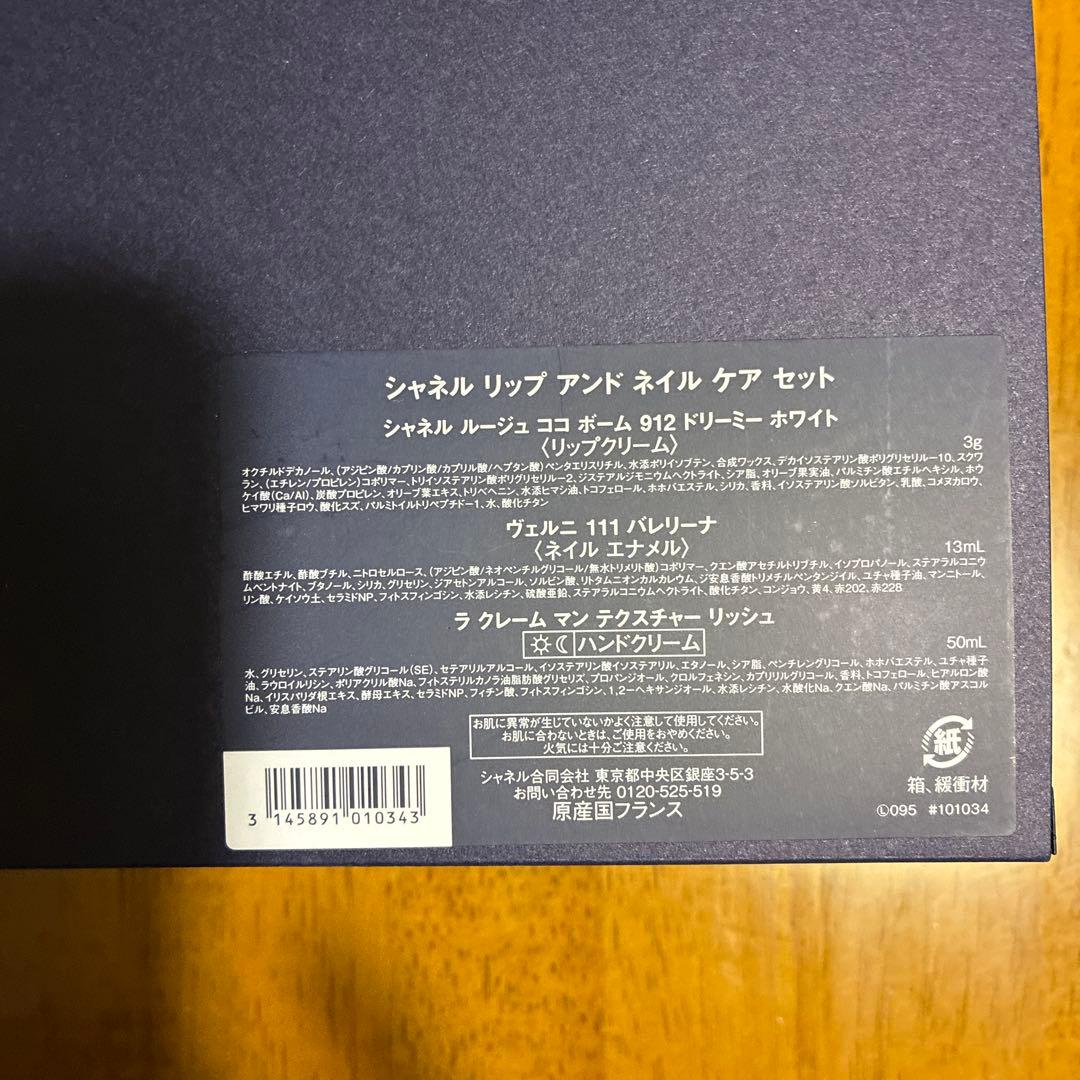 シャネル リップ アンド ネイル ケア セット
シャネル ルージュ ココ ボーム 912 ドリーミー ホワイト
〈リップクリーム〉
3g
オクチルドデカノール、(アジピン酸/カプリン酸/カプリル酸/ヘプタン酸)ペンタエリスリチル、水添ポリイソブテン、合成ワックス、デカイソステアリン酸ポリグリセリル-10、スクワ
ラン、(エチレン/プロピレン)コポリマー、トリイソステアリン酸ポリグリセリル-2、ジステアルジモニウムヘクトライト、シア脂、オリーブ果実油、パルミチン酸エチルヘキシル、ホウ
ケイ酸(Ca/Al)、炭酸プロピレン、オリーブ葉エキス、トリベヘニン、水添ヒマシ油、トコフェロール、ホホバエステル、シリカ、香料、イソステアリン酸ソルビタン、乳酸、コメヌカロウ、
ヒマワリ種子ロウ、酸化スズ、パルミトイルトリペプチド-1、水、酸化チタン
ヴェルニ 111 バレリーナ
〈ネイル エナメル〉
13mL
酢酸エチル、酢酸ブチル、ニトロセルロース、(アジピン酸/ネオペンチルグリコール/無水トリメリト酸)コポリマー、クエン酸アセチルトリブチル、イソプロパノール、ステアラルコニウ
ムベントナイト、ブタノール、シリカ、グリセリン、ジアセトンアルコール、ソルビン酸、リトタムニオンカルカレウム、ジ安息香酸トリメチルペンタンジイル、ユチャ種子油、マンニトール、
リン酸、ケイソウ土、セラミドNP、フィトスフィンゴシン、水添レシチン、硫酸亜鉛、ステアラルコニウムヘクトライト、酸化チタン、コンジョウ、黄4、赤202、赤228
ラ クレーム マン テクスチャー リッシュ
ハンドクリーム
50mL
水、グリセリン、ステアリン酸グリコール(SE)、セテアリルアルコール、イソステアリン酸イソステアリル、エタノール、シア脂、ペンチレングリコール、ホホバエステル、ユチャ種子
油、ラウロイルリシン、ポリアクリル酸Na、フィトステリルカノラ油脂肪酸グリセリズ、プロパンジオール、クロルフェネシン、カプリリルグリコール、香料、トコフェロール、ヒアルロン酸
Na、イリスパリダ根エキス、酵母エキス、セラミドNP、フィチン酸、フィトスフィンゴシン、1,2-ヘキサンジオール、水添レシチン、水酸化Na、クエン酸Na、パルミチン酸アスコル
ビル、安息香酸Na
お肌に異常が生じていないかよく注意して使用してください。
お肌に合わないときは、ご使用をおやめください。
火気には十分ご注意ください。
シャネル合同会社 東京都中央区銀座3-5-3
お問い合わせ先 0120-525-519
原産国フランス
紙
箱、緩衝材
Ⓛ095 #101034
3 145891 010343